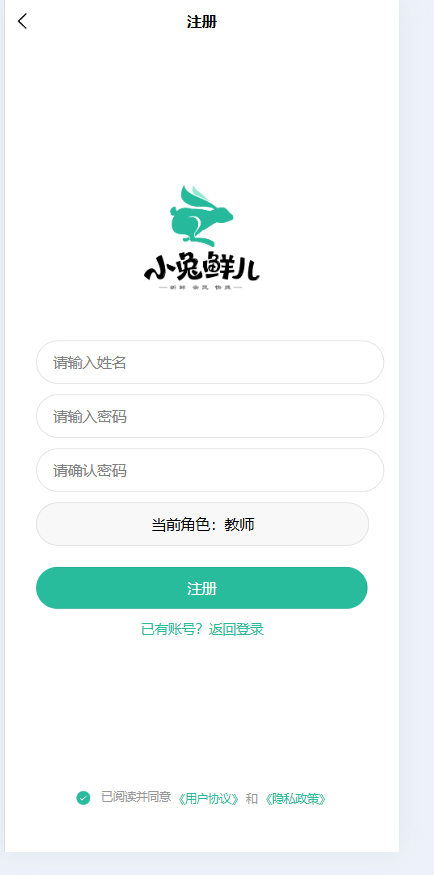 注册
小兔鲜儿
请输入姓名
请输入密码
请确认密码
当前角色：教师
注册
已有账号？返回登录
已阅读并同意《用户协议》和《隐私政策》